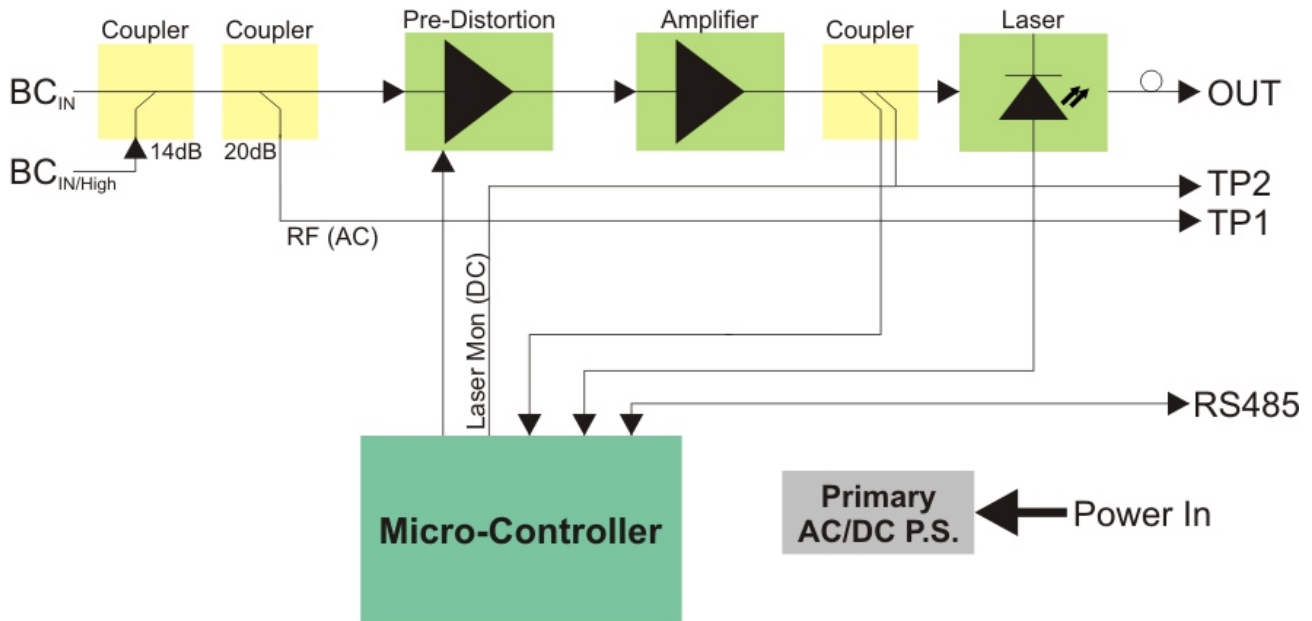 Coupler
Coupler
Pre-Distortion
Amplifier
Coupler
Laser
BCIN
OUT
14dB
20dB
BCIN/High
TP2
TP1
RF (AC)
Laser Mon (DC)
RS485
Micro-Controller
Primary
AC/DC P.S.
Power In